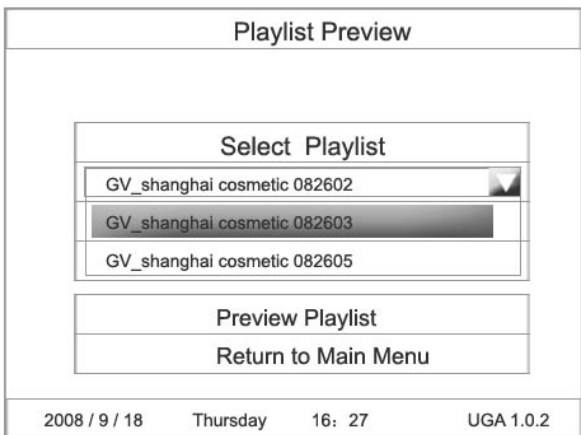 Playlist Preview
Select Playlist
GV_shanghai cosmetic 082602
GV_shanghai cosmetic 082603
GV_shanghai cosmetic 082605
Preview Playlist
Return to Main Menu
2008 / 9 / 18 Thursday 16: 27 UGA 1.0.2